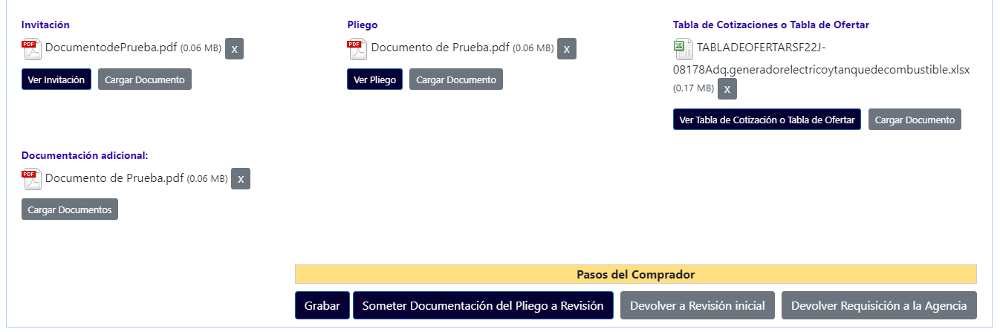 Invitación
PDF DocumentodePrueba.pdf (0.06 MB) x
Ver Invitación Cargar Documento
Pliego
PDF Documento de Prueba.pdf (0.06 MB) x
Ver Pliego Cargar Documento
Tabla de Cotizaciones o Tabla de Ofertar
TABLADEOFERTARSF22J-
08178Adq.generadorelectricoytanquedecombustible.xlsx
(0.17 MB) x
Ver Tabla de Cotización o Tabla de Ofertar Cargar Documento
Documentación adicional:
PDF Documento de Prueba.pdf (0.06 MB) x
Cargar Documentos
Pasos del Comprador
Grabar Someter Documentación del Pliego a Revisión Devolver a Revisión inicial Devolver Requisición a la Agencia